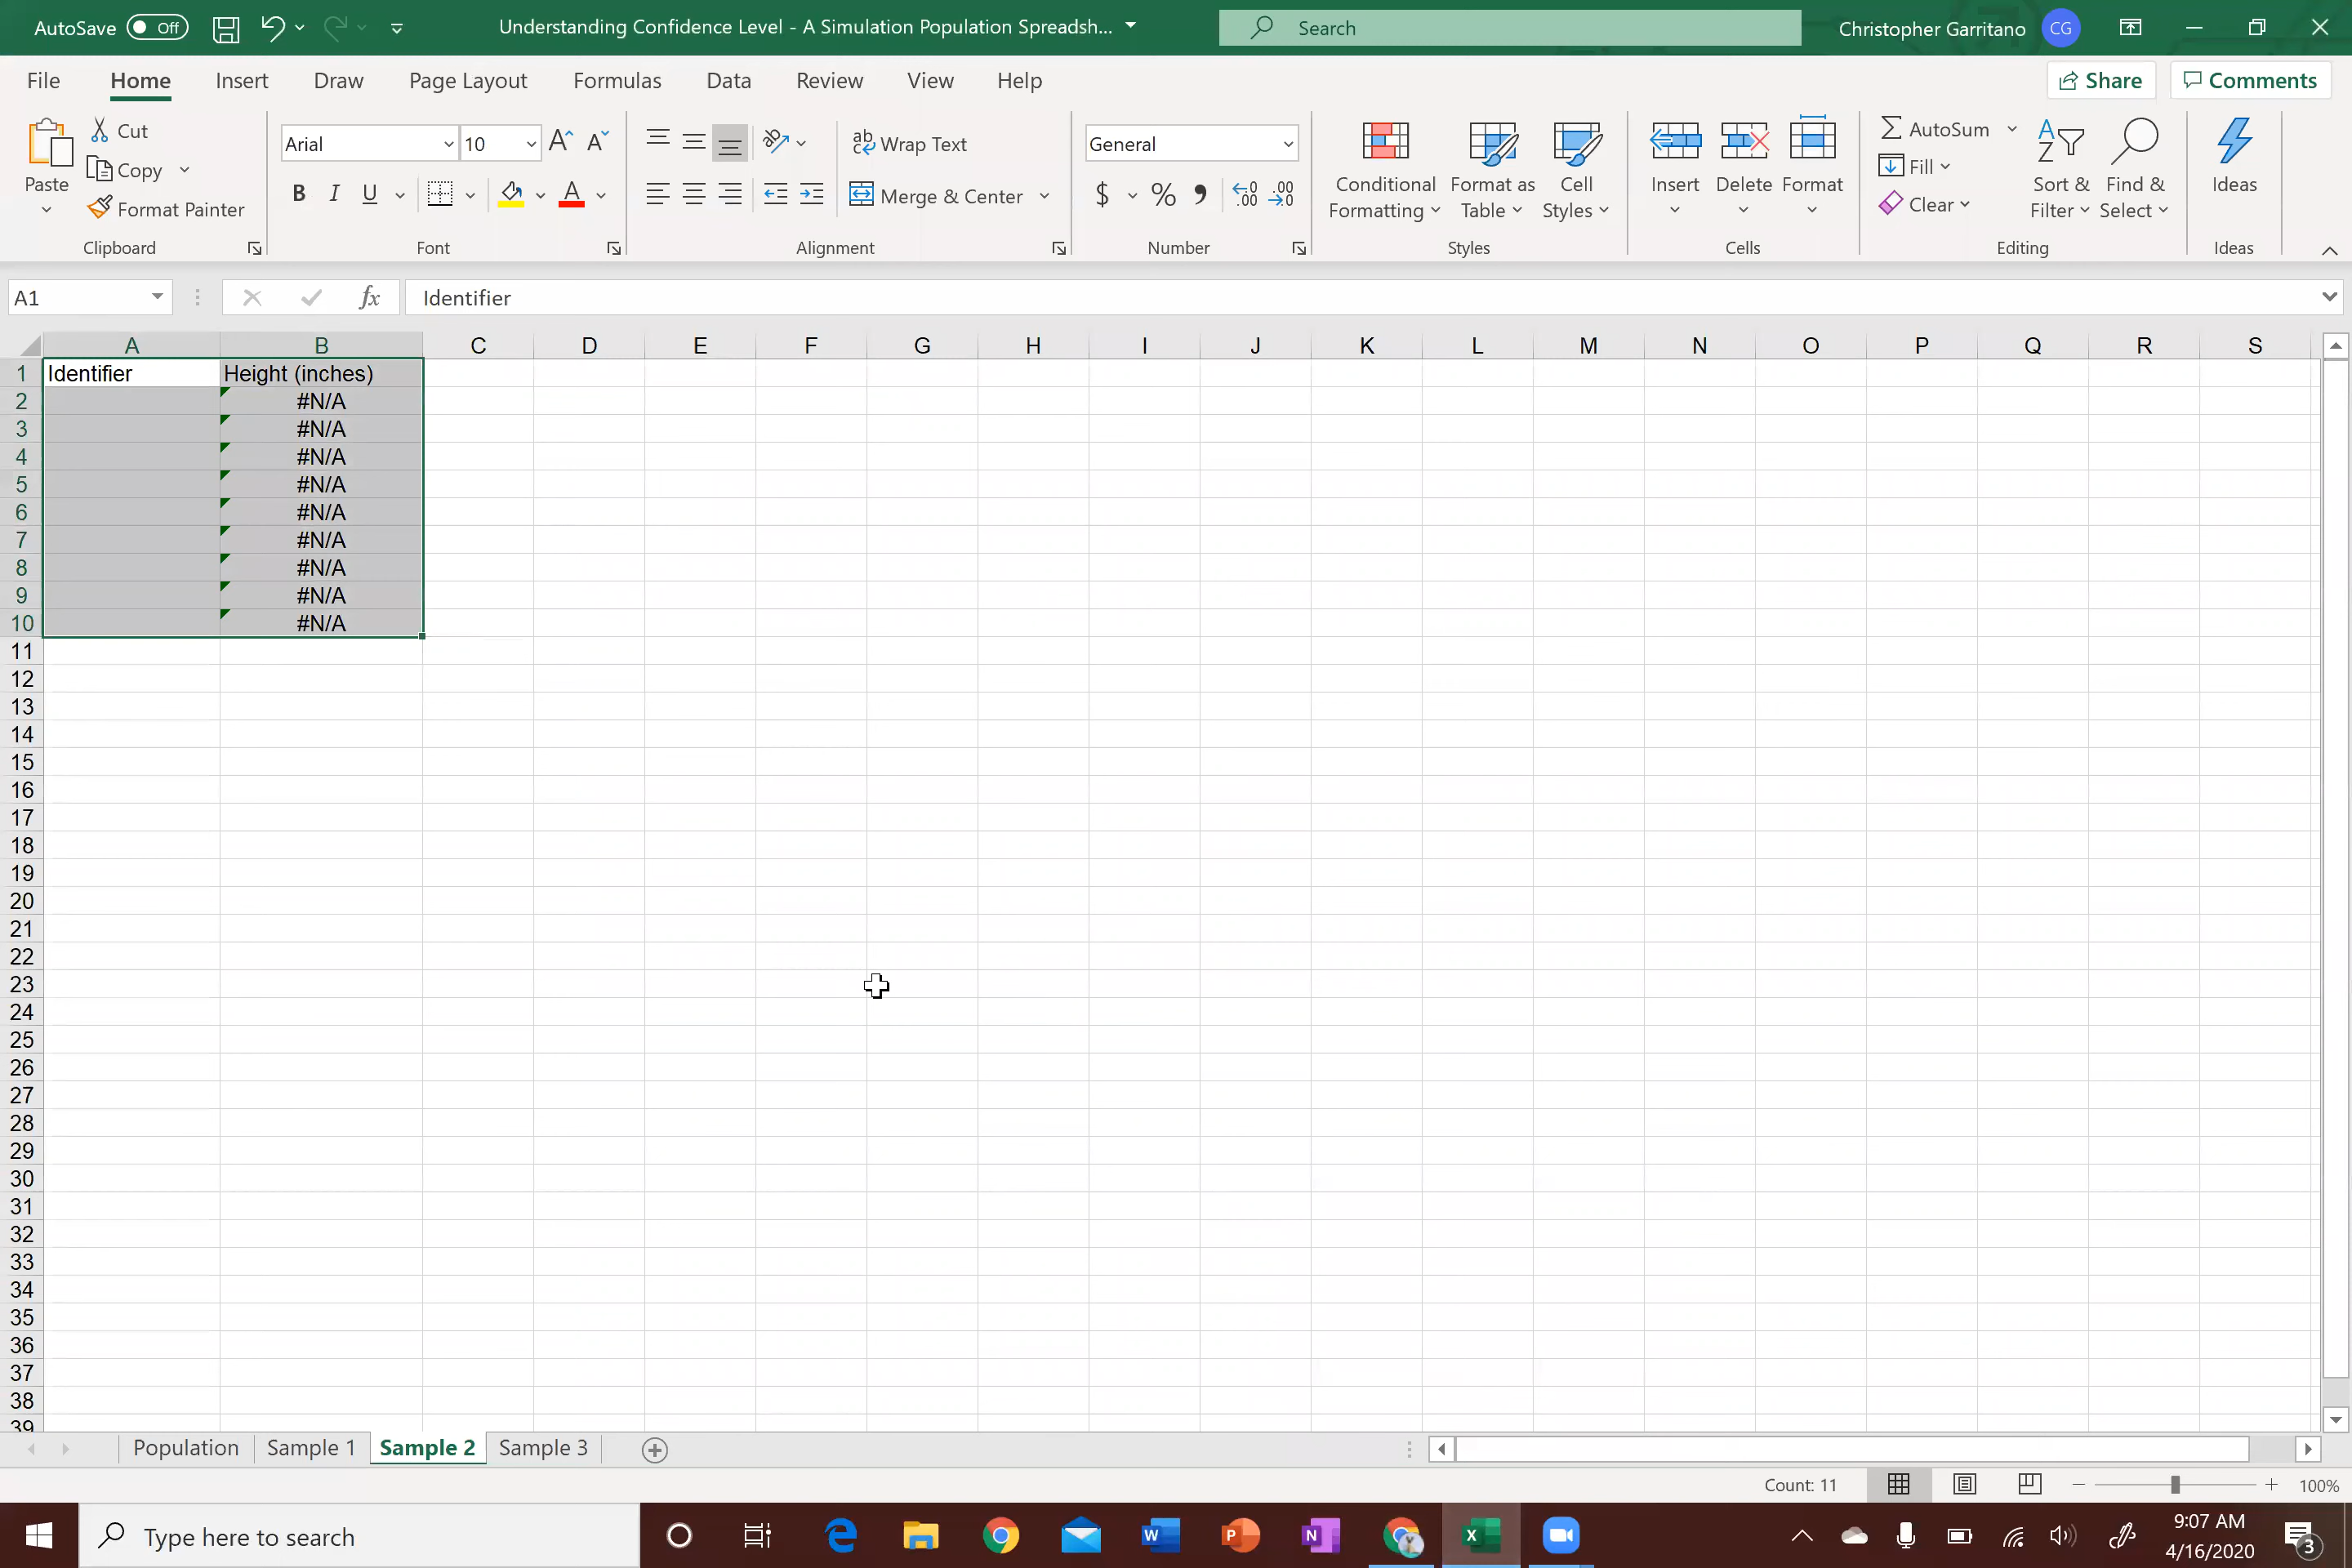 AutoSave Off Understanding Confidence Level - A Simulation Population Spreadsh... Search Christopher Garritano CG
File Home Insert Draw Page Layout Formulas Data Review View Help Share Comments
Paste Cut Copy Format Painter
Clipboard
Arial 10
B I U A
Font
ab Wrap Text
Merge & Center
Alignment
General
$ % , .00 .00
Number
Conditional Formatting
Format as Table
Cell Styles
Styles
Insert Delete Format
Cells
AutoSum
Fill
Clear
Sort & Filter
Find & Select
Editing
Ideas
Ideas
A1 fx Identifier
A B C D E F G H I J K L M N O P Q R S
1 Identifier Height (inches)
2 #N/A
3 #N/A
4 #N/A
5 #N/A
6 #N/A
7 #N/A
8 #N/A
9 #N/A
10 #N/A
11
12
13
14
15
16
17
18
19
20
21
22
23
24
25
26
27
28
29
30
31
32
33
34
35
36
37
38
39
Population Sample 1 Sample 2 Sample 3
Count: 11 100%
Type here to search
9:07 AM
4/16/2020
3